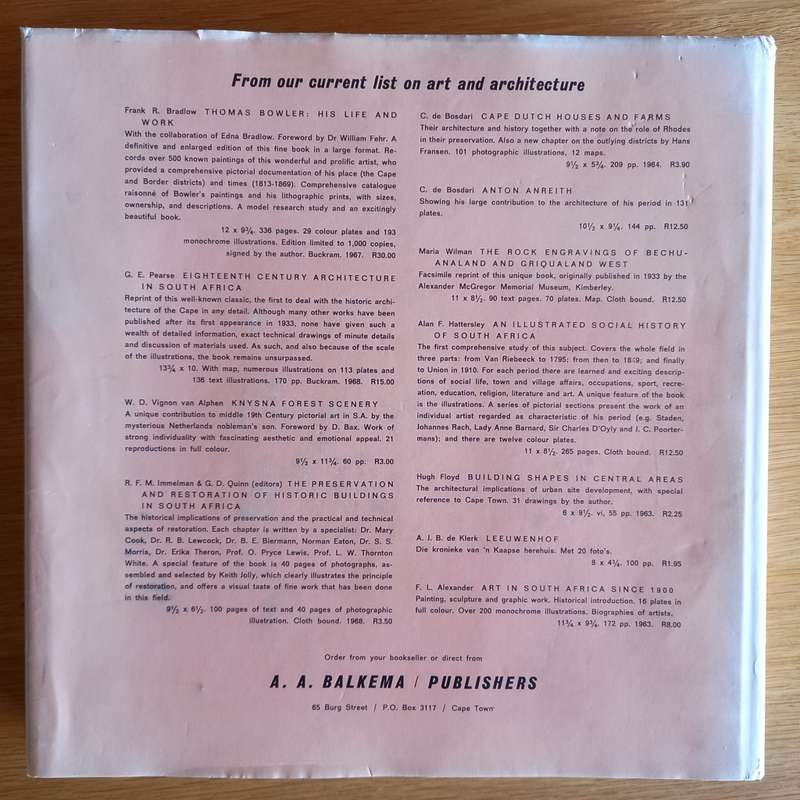 From our current list on art and architecture
Frank R. Bradlow THOMAS BOWLER: HIS LIFE AND
WORK
With the collaboration of Edna Bradlow. Foreword by Dr William Fehr. A
definitive and enlarged edition of this fine book in a large format. Re-
cords over 500 known paintings of this wonderful and prolific artist, who
provided a comprehensive pictorial documentation of his place (the Cape
and Border districts) and times (1813-1869). Comprehensive catalogue
raisonné of Bowler's paintings and his lithographic prints, with sizes,
ownership, and descriptions. A model research study and an excitingly
beautiful book.
12 x 9¾. 336 pages. 29 colour plates and 193
monochrome illustrations. Edition limited to 1,000 copies,
signed by the author. Buckram. 1967. R30.00
G. E. Pearse EIGHTEENTH CENTURY ARCHITECTURE
IN SOUTH AFRICA
Reprint of this well-known classic, the first to deal with the historic archi-
tecture of the Cape in any detail. Although many other works have been
published after its first appearance in 1933, none have given such a
wealth of detailed information, exact technical drawings of minute details
and discussion of materials used. As such, and also because of the scale
of the illustrations, the book remains unsurpassed.
13¾ x 10. With map, numerous illustrations on 113 plates and
136 text illustrations. 170 pp. Buckram. 1968. R15.00
W. D. Vignon van Alphen KNYSNA FOREST SCENERY
A unique contribution to middle 19th Century pictorial art in S.A. by the
mysterious Netherlands nobleman's son. Foreword by D. Bax. Work of
strong individuality with fascinating aesthetic and emotional appeal. 21
reproductions in full colour.
9½ x 11¾. 60 pp. R3.00
R. F. M. Immelman & G. D. Quinn (editors) THE PRESERVATION
AND RESTORATION OF HISTORIC BUILDINGS
IN SOUTH AFRICA
The historical implications of preservation and the practical and technical
aspects of restoration. Each chapter is written by a specialist: Dr. Mary
Cook, Dr. R. B. Lewcock, Dr. B. E. Biermann, Norman Eaton, Dr. S. S.
Morris, Dr. Erika Theron, Prof. O. Pryce Lewis, Prof. L. W. Thornton
White. A special feature of the book is 40 pages of photographs, as-
sembled and selected by Keith Jolly, which clearly illustrates the principle
of restoration, and offers a visual taste of fine work that has been done
in this field.
9½ x 6½. 100 pages of text and 40 pages of photographic
illustration. Cloth bound. 1968. R3.50
C. de Bosdari CAPE DUTCH HOUSES AND FARMS
Their architecture and history together with a note on the role of Rhodes
in their preservation. Also a new chapter on the outlying districts by Hans
Fransen. 101 photographic illustrations, 12 maps.
9½ x 5¾. 209 pp. 1964. R3.90
C. de Bosdari ANTON ANREITH
Showing his large contribution to the architecture of his period in 131
plates.
10½ x 9¼. 144 pp. R12.50
Maria Wilman THE ROCK ENGRAVINGS OF BECHU-
ANALAND AND GRIQUALAND WEST
Facsimile reprint of this unique book, originally published in 1933 by the
Alexander McGregor Memorial Museum, Kimberley.
11 x 8½. 90 text pages. 70 plates. Map. Cloth bound. R12.50
Alan F. Hattersley AN ILLUSTRATED SOCIAL HISTORY
OF SOUTH AFRICA
The first comprehensive study of this subject. Covers the whole field in
three parts: from Van Riebeeck to 1795; from then to and finally
to Union in 1910. For each period there are learned and exciting descrip-
tions of social life, town and village affairs, occupations, sport, recre-
ation, education, religion, literature and art. A unique feature of the book
is the illustrations. A series of pictorial sections present the work of an
individual artist regarded as characteristic of his period (e.g. Staden,
Johannes Rach, Lady Anne Barnard, Sir Charles D'Oyly and I. C. Poorter-
mans); and there are twelve colour plates.
11 x 8½. 265 pages. Cloth bound. R12.50
Hugh Floyd BUILDING SHAPES IN CENTRAL AREAS
The architectural implications of urban site development, with special
reference to Cape Town. 31 drawings by the author.
6 x 9½. vi, 55 pp. 1963. R2.25
A. J. B. de Klerk LEEUWENHOF
Die kronieke van 'n Kaapse herehuis. Met 20 foto's.
8 x 4¾. 100 pp. R1.95
F. L. Alexander ART IN SOUTH AFRICA SINCE 1900
Painting, sculpture and graphic work. Historical introduction. 16 plates in
full colour. Over 200 monochrome illustrations. Biographies of artists.
11¾ x 9¾. 172 pp. 1963. R8.00
Order from your bookseller or direct from
A. A. BALKEMA / PUBLISHERS
65 Burg Street / P.O. Box 3117 / Cape Town